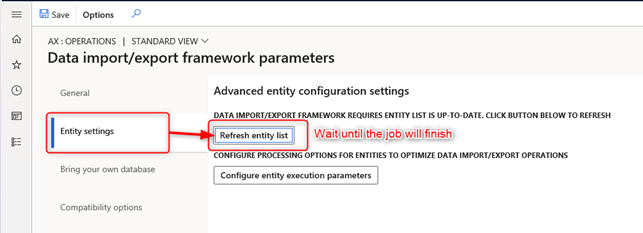 Save Options
AX : OPERATIONS | STANDARD VIEW
Data import/export framework parameters
General
Entity settings
Bring your own database
Compatibility options
Advanced entity configuration settings
DATA IMPORT/EXPORT FRAMEWORK REQUIRES ENTITY LIST IS UP-TO-DATE. CLICK BUTTON BELOW TO REFRESH
Refresh entity list Wait until the job will finish
CONFIGURE PROCESSING OPTIONS FOR ENTITIES TO OPTIMIZE DATA IMPORT/EXPORT OPERATIONS
Configure entity execution parameters